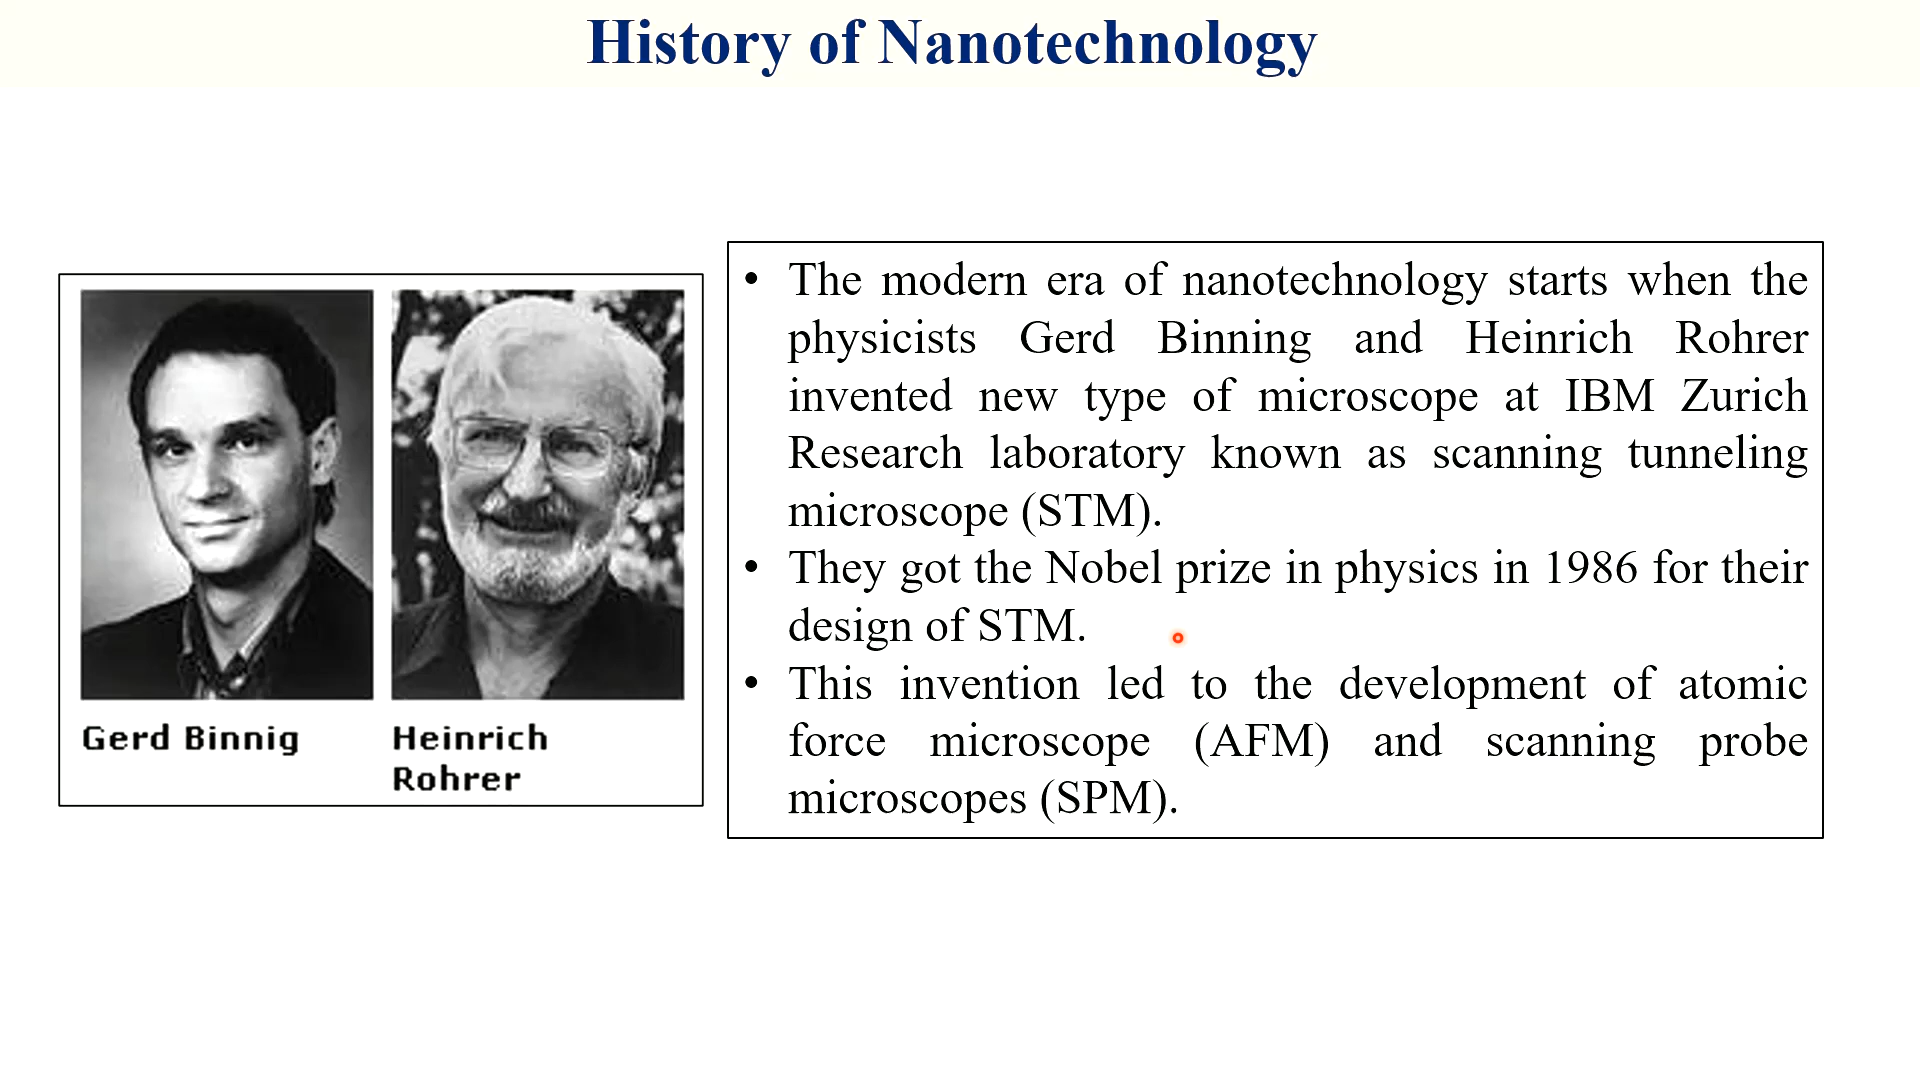 History of Nanotechnology
Gerd Binnig
Heinrich
Rohrer
• The modern era of nanotechnology starts when the
physicists Gerd Binning and Heinrich Rohrer
invented new type of microscope at IBM Zurich
Research laboratory known as scanning tunneling
microscope (STM).
• They got the Nobel prize in physics in 1986 for their
design of STM.
• This invention led to the development of atomic
force microscope (AFM) and scanning probe
microscopes (SPM).